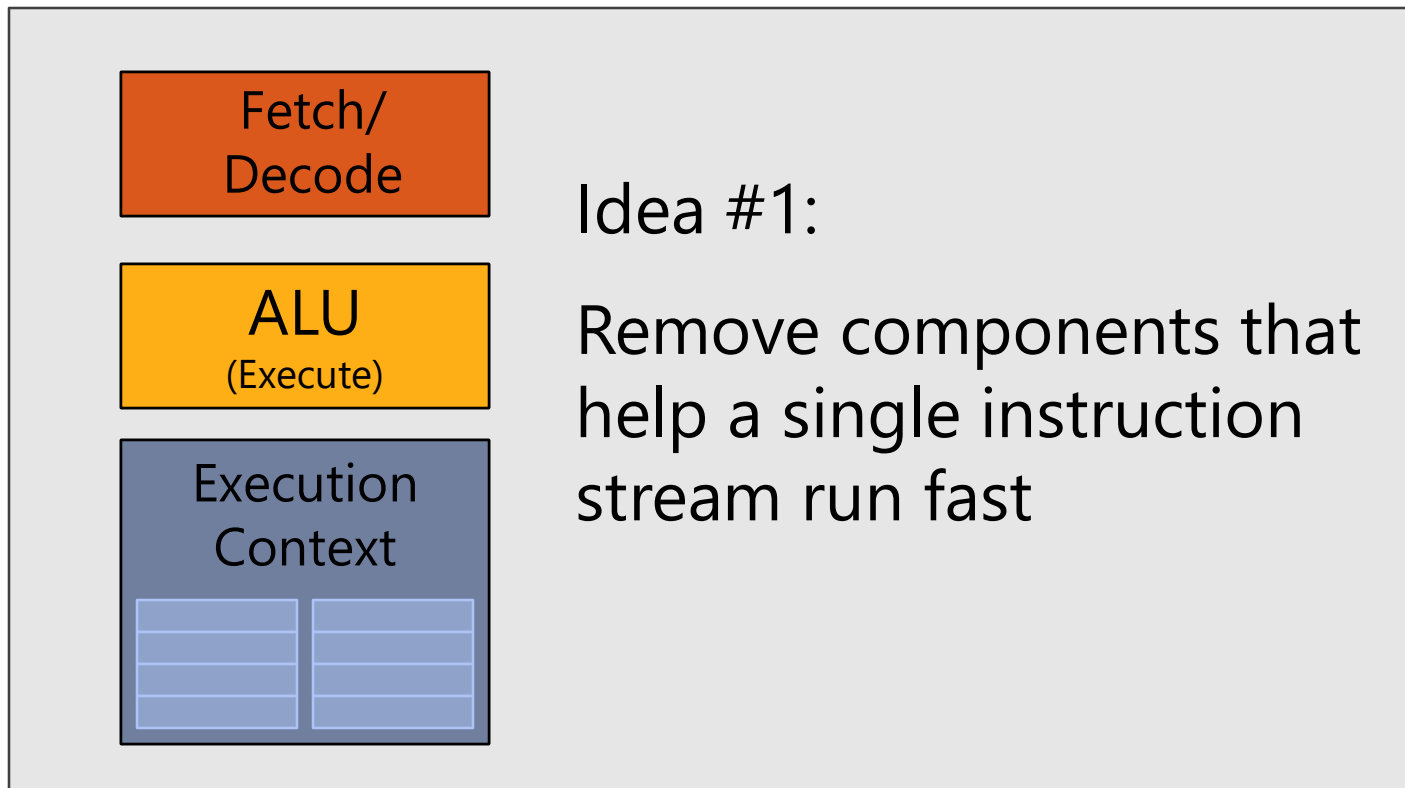 Fetch/
Decode
ALU
(Execute)
Execution
Context
Idea #1:
Remove components that
help a single instruction
stream run fast